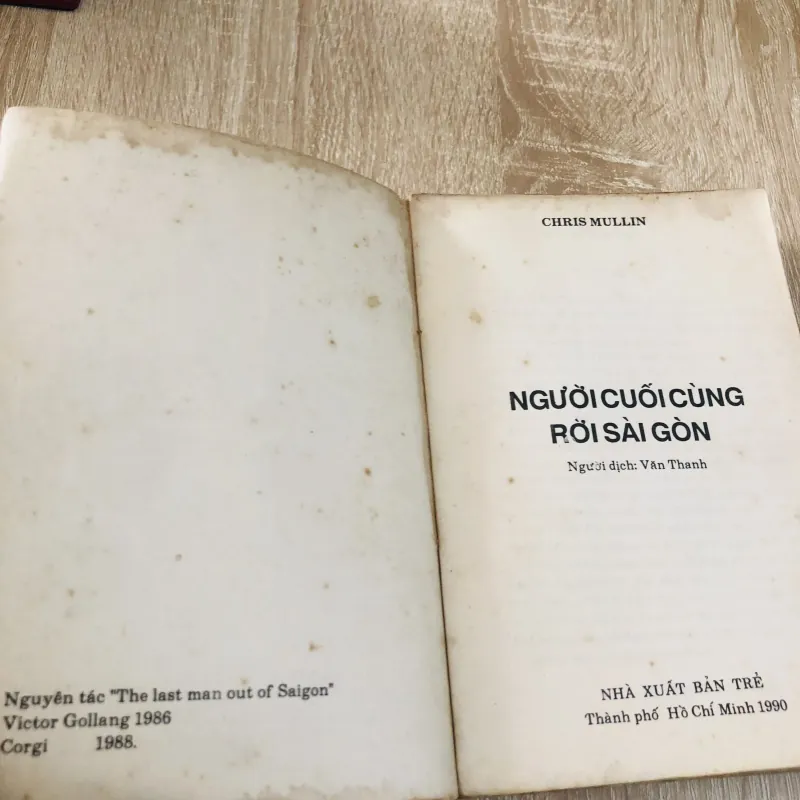 Nguyên tác "The last man out of Saigon"
Victor Gollang 1986
Corgi 1988.
CHRIS MULLIN
NGƯỜI CUỐI CÙNG
RỜI SÀI GÒN
Người dịch: Văn Thanh
NHÀ XUẤT BẢN TRẺ
Thành phố Hồ Chí Minh 1990